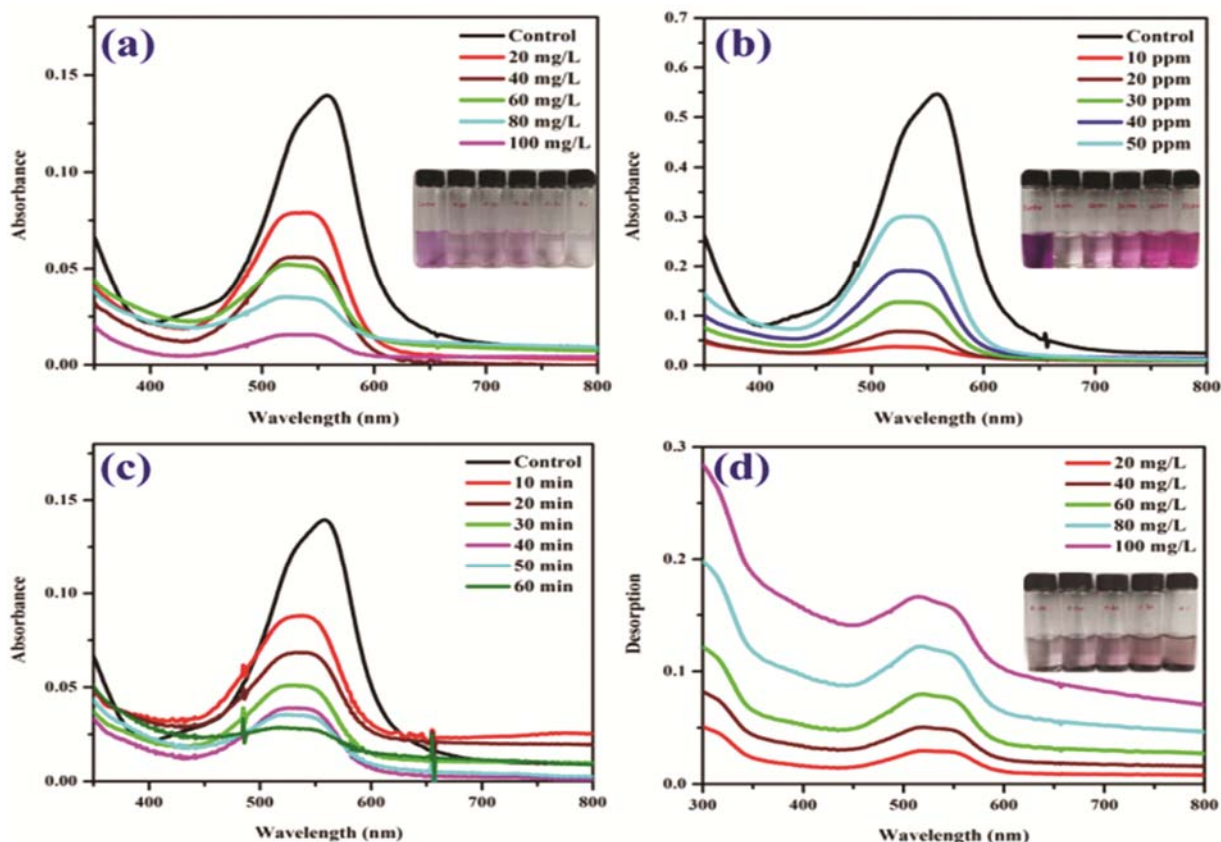 (a)
Control
20 mg/L
40 mg/L
60 mg/L
80 mg/L
100 mg/L
0.15
0.10
0.05
0.00
Absorbance
400 500 600 700 800
Wavelength (nm)
(b)
Control
10 ppm
20 ppm
30 ppm
40 ppm
50 ppm
0.7
0.6
0.5
0.4
0.3
0.2
0.1
0.0
Absorbance
400 500 600 700 800
Wavelength (nm)
(c)
Control
10 min
20 min
30 min
40 min
50 min
60 min
0.15
0.10
0.05
0.00
Absorbance
400 500 600 700 800
Wavelength (nm)
(d)
20 mg/L
40 mg/L
60 mg/L
80 mg/L
100 mg/L
0.3
0.2
0.1
0.0
Desorption
300 400 500 600 700 800
Wavelength (nm)